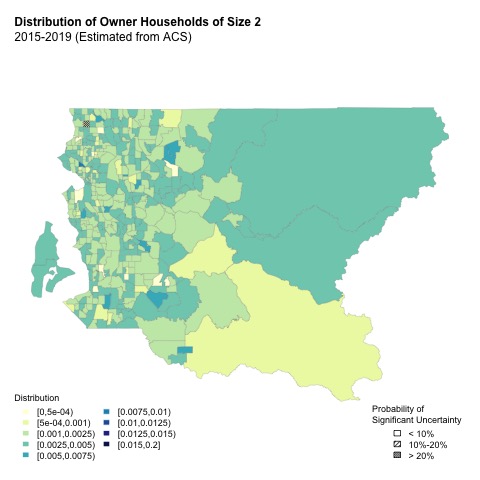 Distribution of Owner Households of Size 2
2015-2019 (Estimated from ACS)
Distribution
[0,5e-04)
[5e-04,0.001)
[0.001,0.0025)
[0.0025,0.005)
[0.005,0.0075)
[0.0075,0.01)
[0.01,0.0125)
[0.0125,0.015)
[0.015,0.2]
Probability of
Significant Uncertainty
< 10%
10%-20%
> 20%